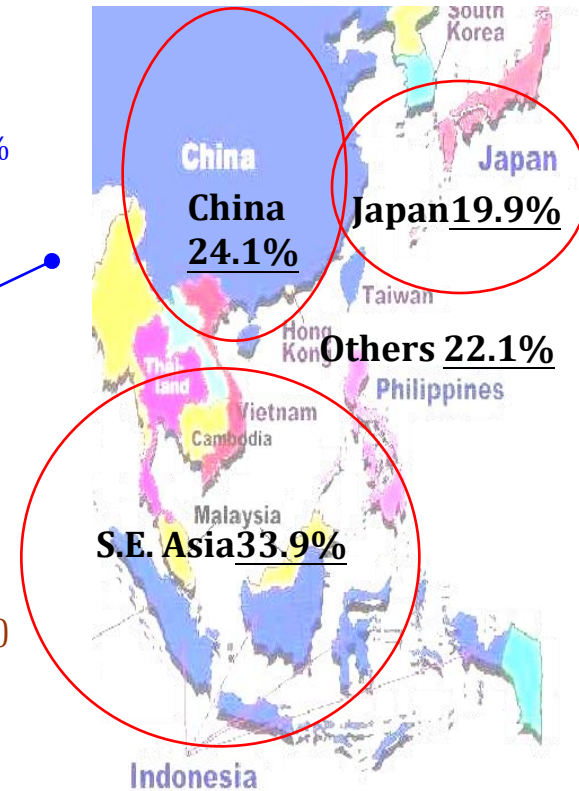 South
Korea
%
China
Japan
China
24.1%
Japan19.9%
Taiwan
Hong
Kong
Others 22.1%
Thai
land
Philippines
Vietnam
Cambodia
Malaysia
S.E. Asia33.9%
)
Indonesia